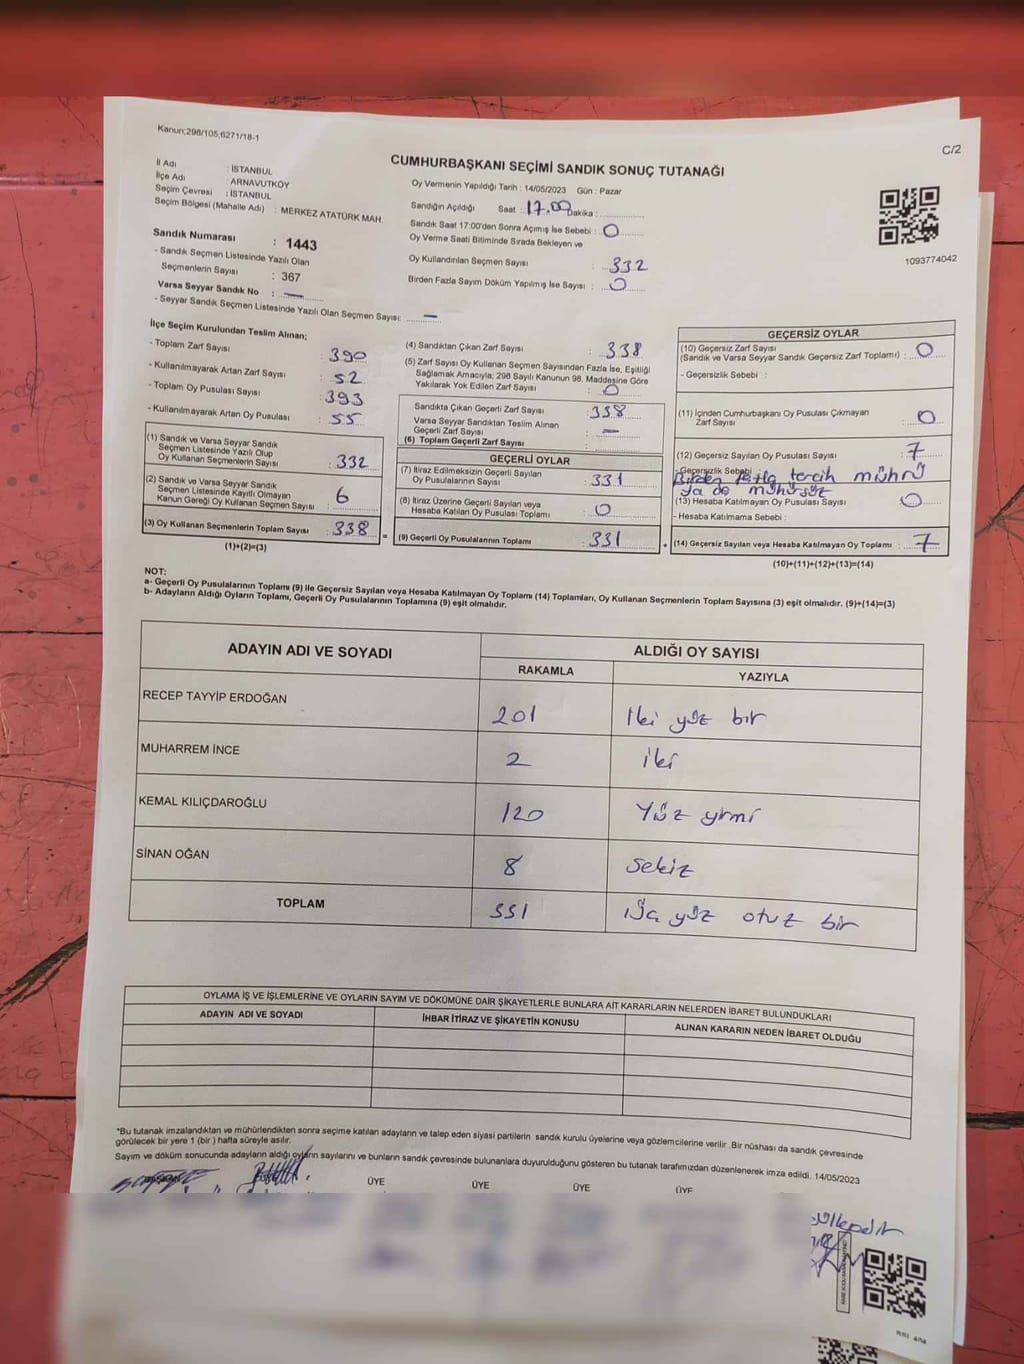 Kanun;298/105,6271/18-1
C/2
CUMHURBAŞKANI SEÇİMİ SANDIK SONUÇ TUTANAĞI
İl Adı : İSTANBUL
İlçe Adı : ARNAVUTKÖY
Seçim Çevresi : İSTANBUL
Seçim Bölgesi (Mahalle Adı) : MERKEZ ATATÜRK MAH.
Sandık Numarası : 1443
- Sandık Seçmen Listesinde Yazılı Olan
Seçmenlerin Sayısı : 367
Varsa Seyyar Sandık No : —
- Seyyar Sandık Seçmen Listesinde Yazılı Olan Seçmen Sayısı: —
Oy Vermenin Yapıldığı Tarih : 14/05/2023 Gün : Pazar
Sandığın Açıldığı Saat : 17.00 Dakika :
Sandık Saat 17:00'den Sonra Açımış İse Sebebi : 0
Oy Verme Saati Bitiminde Sırada Bekleyen ve
Oy Kullandırılan Seçmen Sayısı : 332
Birden Fazla Sayım Döküm Yapılmış İse Sayısı : 0
1093774042
İlçe Seçim Kurulundan Teslim Alınan;
- Toplam Zarf Sayısı : 390
- Kullanılmayarak Artan Zarf Sayısı : 52
- Toplam Oy Pusulası Sayısı : 393
- Kullanılmayarak Artan Oy Pusulası : 55
(1) Sandık ve Varsa Seyyar Sandık
Seçmen Listesinde Yazılı Olup
Oy Kullanan Seçmenlerin Sayısı : 332
(2) Sandık ve Varsa Seyyar Sandık
Seçmen Listesinde Kayıtlı Olmayan
Kanun Gereği Oy Kullanan Seçmen Sayısı : 6
(3) Oy Kullanan Seçmenlerin Toplam Sayısı : 338
(1)+(2)=(3)
(4) Sandıktan Çıkan Zarf Sayısı : 338
(5) Zarf Sayısı Oy Kullanan Seçmen Sayısından Fazla İse, Eşitliği
Sağlamak Amacıyla; 298 Sayılı Kanunun 98. Maddesine Göre
Yakılarak Yok Edilen Zarf Sayısı : 0
Sandıkta Çıkan Geçerli Zarf Sayısı : 338
Varsa Seyyar Sandıktan Teslim Alınan
Geçerli Zarf Sayısı : —
(6) Toplam Geçerli Zarf Sayısı
GEÇERLİ OYLAR
(7) İtiraz Edilmeksizin Geçerli Sayılan
Oy Pusulalarının Sayısı : 331
(8) İtiraz Üzerine Geçerli Sayılan veya
Hesaba Katılan Oy Pusulası Toplamı : 0
(9) Geçerli Oy Pusulalarının Toplamı : 331
GEÇERSİZ OYLAR
(10) Geçersiz Zarf Sayısı
(Sandık ve Varsa Seyyar Sandık Geçersiz Zarf Toplamı) : 0
- Geçersizlik Sebebi :
(11) İçinden Cumhurbaşkanı Oy Pusulası Çıkmayan
Zarf Sayısı : 0
(12) Geçersiz Sayılan Oy Pusulası Sayısı : 7
- Geçersizlik Sebebi :
Birden fazla tercih mührü
ya da mühürsüz
(13) Hesaba Katılmayan Oy Pusulası Sayısı : 0
- Hesaba Katılmama Sebebi :
(14) Geçersiz Sayılan veya Hesaba Katılmayan Oy Toplamı : 7
(10)+(11)+(12)+(13)=(14)
NOT:
a- Geçerli Oy Pusulalarının Toplamı (9) ile Geçersiz Sayılan veya Hesaba Katılmayan Oy Toplamı (14) Toplamları, Oy Kullanan Seçmenlerin Toplam Sayısına (3) eşit olmalıdır. (9)+(14)=(3)
b- Adayların Aldığı Oyların Toplamı, Geçerli Oy Pusulalarının Toplamına (9) eşit olmalıdır.
ADAYIN ADI VE SOYADI ALDIĞI OY SAYISI
RAKAMLA YAZIYLA
RECEP TAYYİP ERDOĞAN 201 İki yüz bir
MUHARREM İNCE 2 iki
KEMAL KILIÇDAROĞLU 120 Yüz yirmi
SİNAN OĞAN 8 Sekiz
TOPLAM 331 yüz otuz bir
OYLAMA İŞ VE İŞLEMLERİNE VE OYLARIN SAYIM VE DÖKÜMÜNE DAİR ŞİKAYETLERLE BUNLARA AİT KARARLARIN NELERDEN İBARET BULUNDUKLARI
ADAYIN ADI VE SOYADI İHBAR İTİRAZ VE ŞİKAYETİN KONUSU ALINAN KARARIN NEDEN İBARET OLDUĞU
*Bu tutanak imzalandıktan ve mühürlendikten sonra seçime katılan adayların ve talep eden siyasi partilerin sandık kurulu üyelerine veya gözlemcilerine verilir .Bir nüshası da sandık çevresinde
görülecek bir yere 1 (bir ) hafta süreyle asılır.
Sayım ve döküm sonucunda adayların aldığı oyların sayılarını ve bunların sandık çevresinde bulunanlara duyurulduğunu gösteren bu tutanak tarafımızdan düzenlenerek imza edildi. 14/05/2023
ÜYE ÜYE ÜYE ÜYE